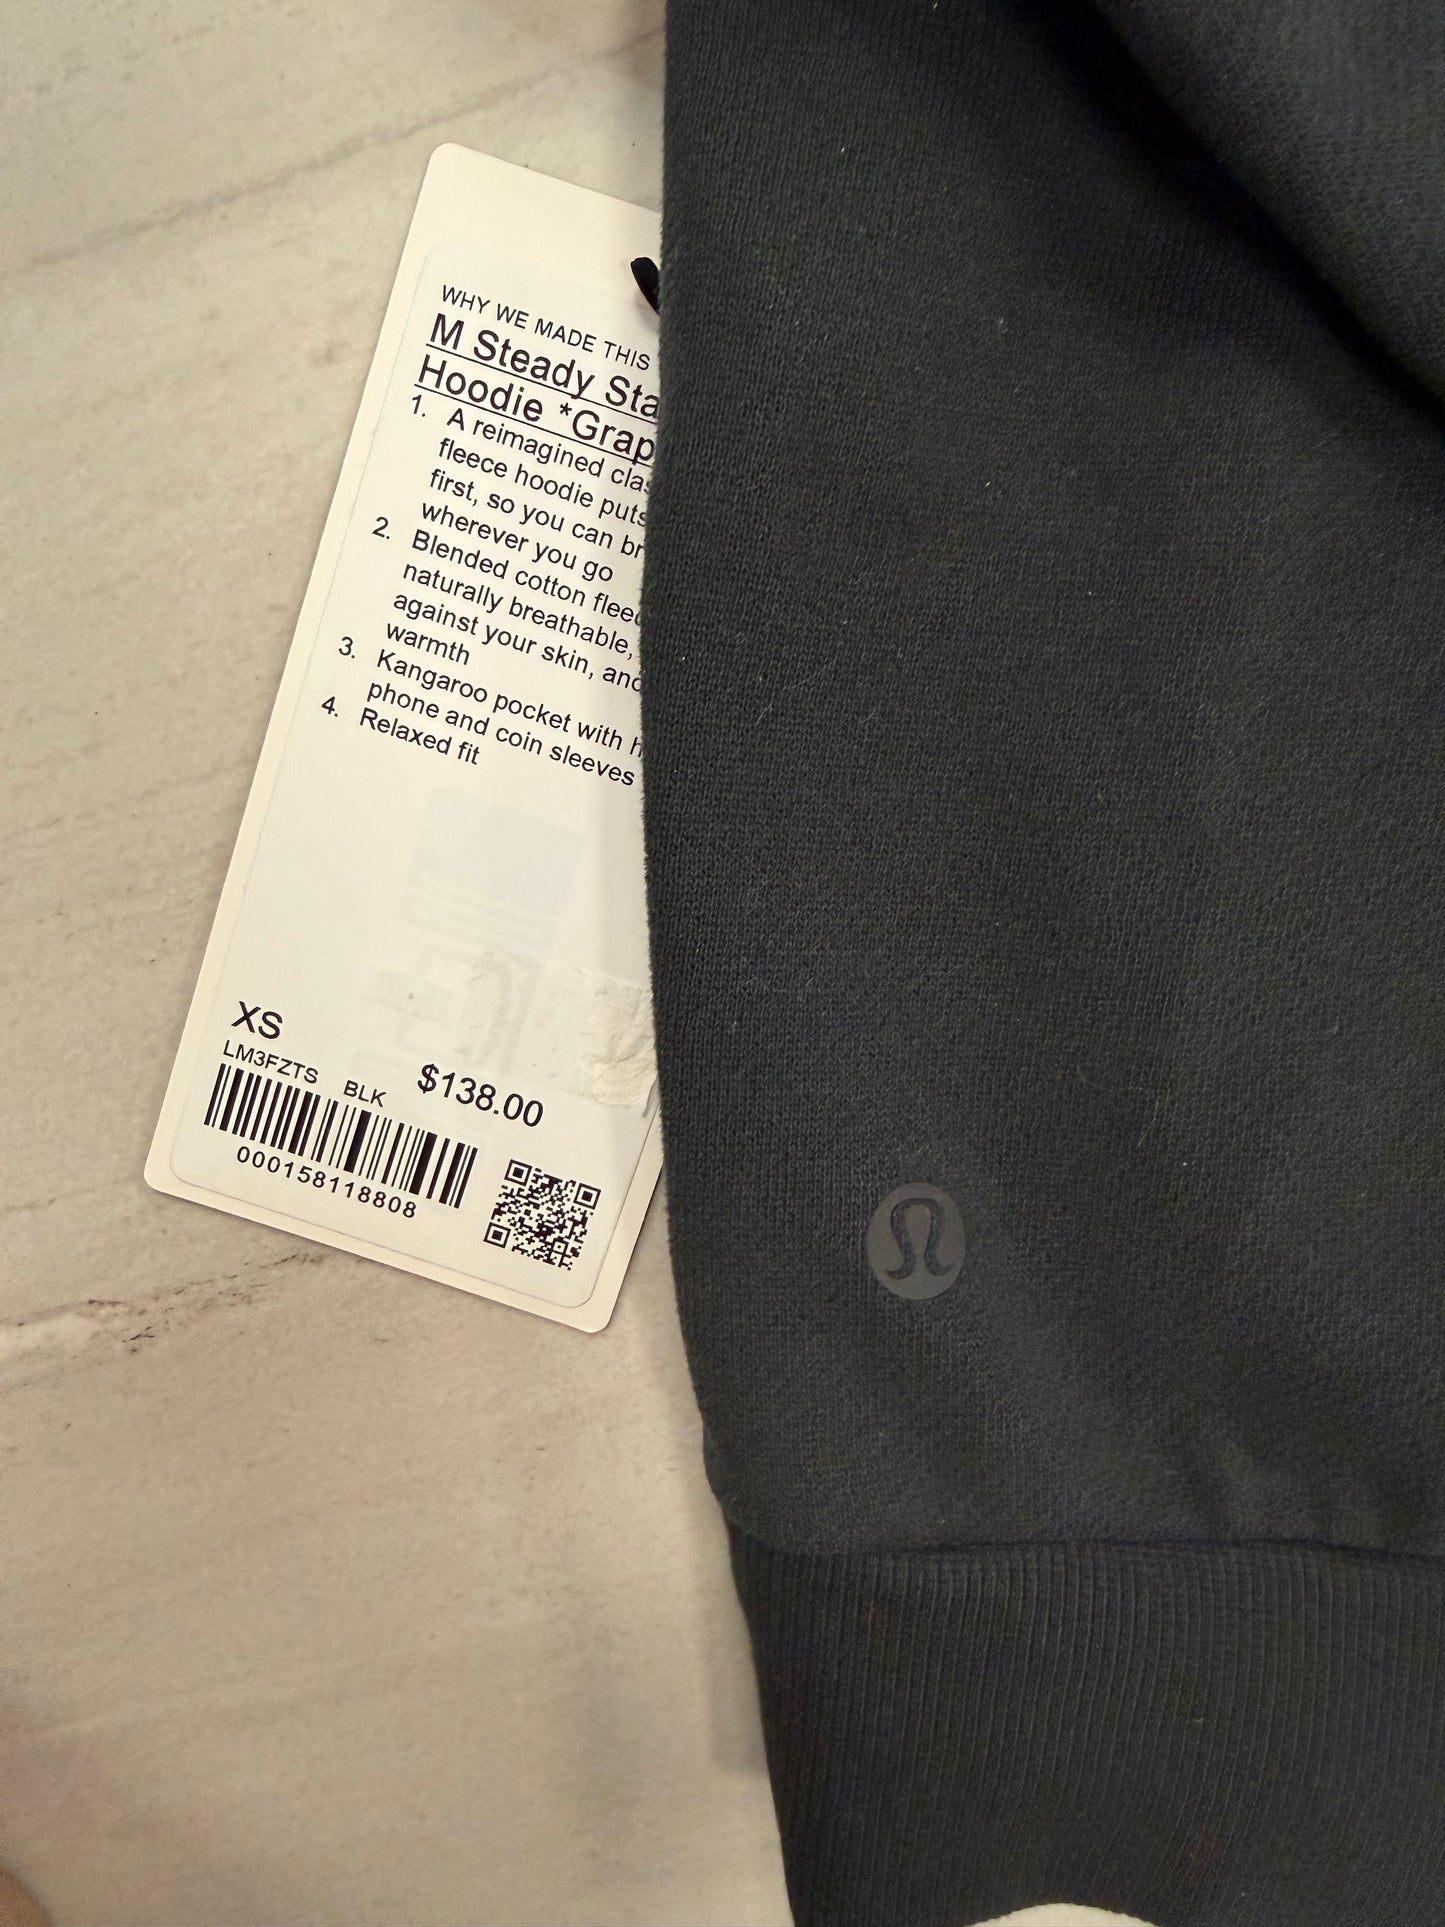 WHY WE MADE THIS
M Steady Sta
Hoodie *Grap
1. A reimagined clas
fleece hoodie puts
first, so you can br
wherever you go
2. Blended cotton fleec
naturally breathable,
against your skin, and
warmth
3. Kangaroo pocket with h
phone and coin sleeves
4. Relaxed fit
XS
LM3FZTS BLK $138.00
000158118808